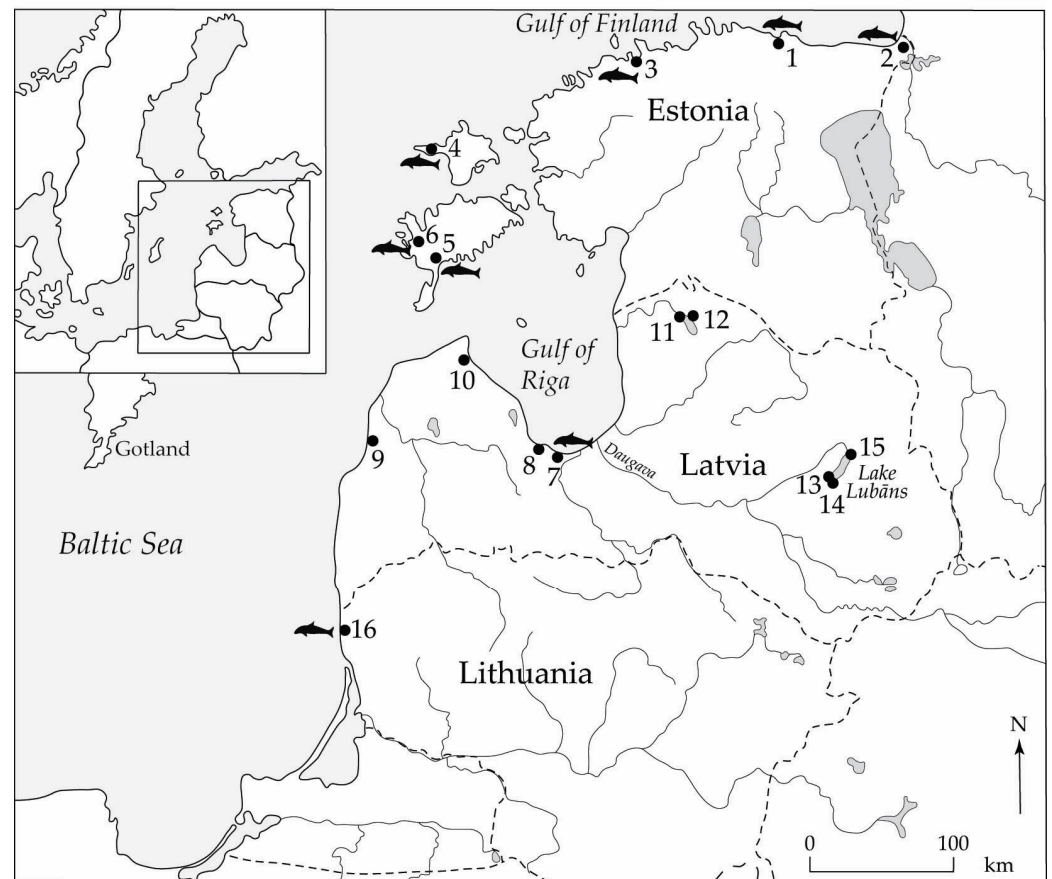 Gulf of Finland
1
2
3
Estonia
4
6
5
11
12
Gulf of
Riga
10
Gotland
9
8
7
Daugava
Latvia
15
13
14
Lake
Lubāns
Baltic Sea
16
Lithuania
N
0
100
km